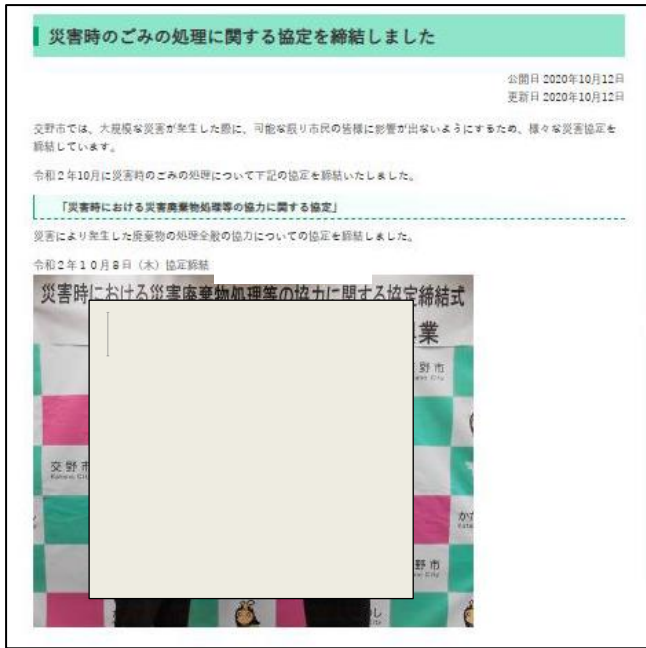 災害時のごみの処理に関する協定を締結しました
公開日 2020年10月12日
更新日 2020年10月12日
交野市では、大規模な災害が発生した際に、可能な限り市民の皆様に影響が出ないようにするため、様々な災害協定を
締結しています。
令和２年10月に災害時のごみの処理について下記の協定を締結いたしました。
「災害時における災害廃棄物処理等の協力に関する協定」
災害により発生した廃棄物の処理全般の協力についての協定を締結しました。
令和２年１０月８日（木）協定締結
災害時における災害廃棄物処理等の協力に関する協定締結式
業
野市
交野市
Katano City
野市